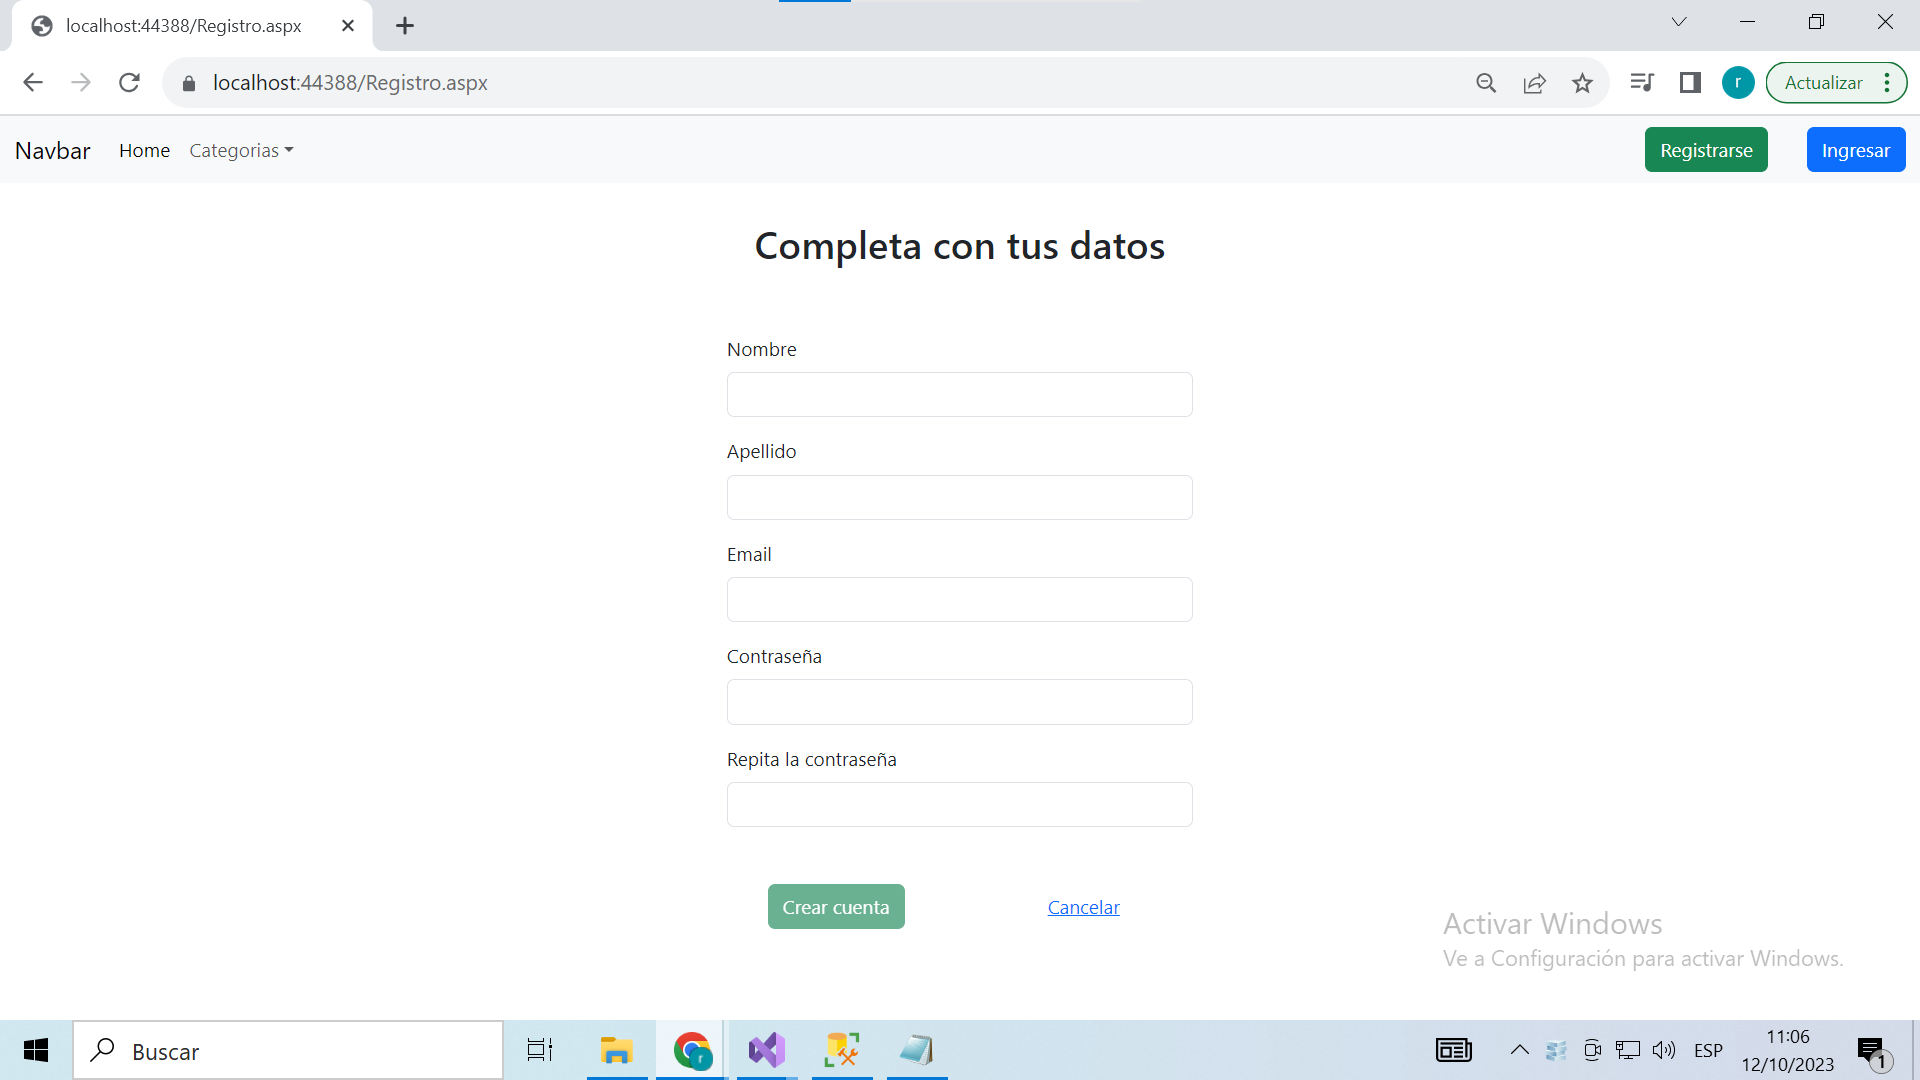 localhost:44388/Registro.aspx
localhost:44388/Registro.aspx
r
Actualizar
Navbar
Home
Categorias
Registrarse
Ingresar
Completa con tus datos
Nombre
Apellido
Email
Contraseña
Repita la contraseña
Crear cuenta
Cancelar
Activar Windows
Ve a Configuración para activar Windows.
Buscar
r
ESP
11:06
12/10/2023
1